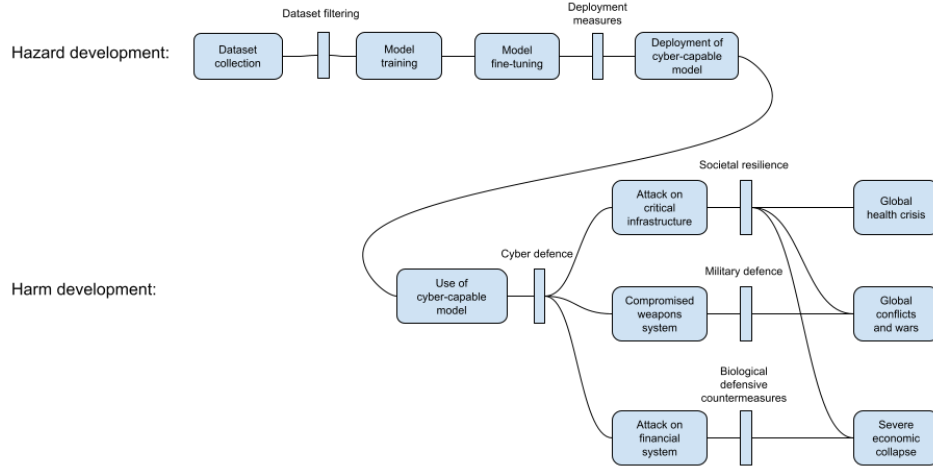 Dataset filtering
Deployment
measures
Hazard development:
Dataset
collection
Model
training
Model
fine-tuning
Deployment of
cyber-capable
model
Societal resilience
Attack on
critical
infrastructure
Global
health crisis
Cyber defence
Military defence
Harm development:
Use of
cyber-capable
model
Compromised
weapons
system
Global
conflicts
and wars
Biological
defensive
countermeasures
Attack on
financial
system
Severe
economic
collapse